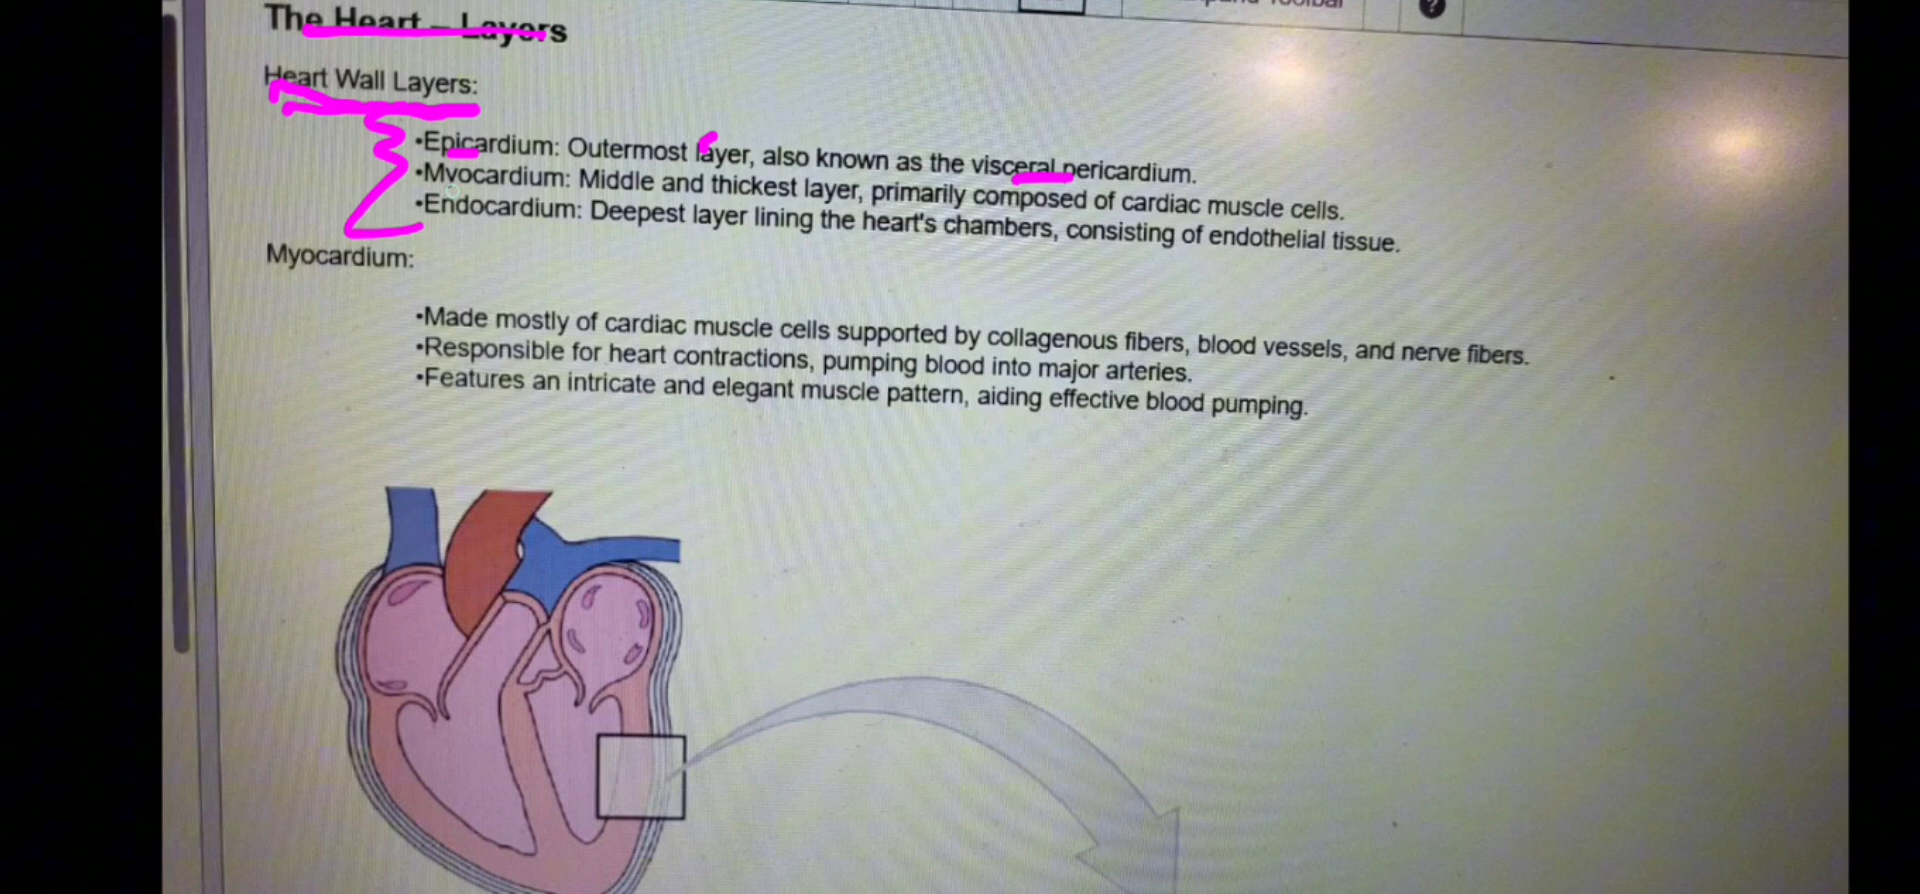 The Heart – Layers
Heart Wall Layers:
•Epicardium: Outermost layer, also known as the visceral pericardium.
•Myocardium: Middle and thickest layer, primarily composed of cardiac muscle cells.
•Endocardium: Deepest layer lining the heart's chambers, consisting of endothelial tissue.
Myocardium:
•Made mostly of cardiac muscle cells supported by collagenous fibers, blood vessels, and nerve fibers.
•Responsible for heart contractions, pumping blood into major arteries.
•Features an intricate and elegant muscle pattern, aiding effective blood pumping.